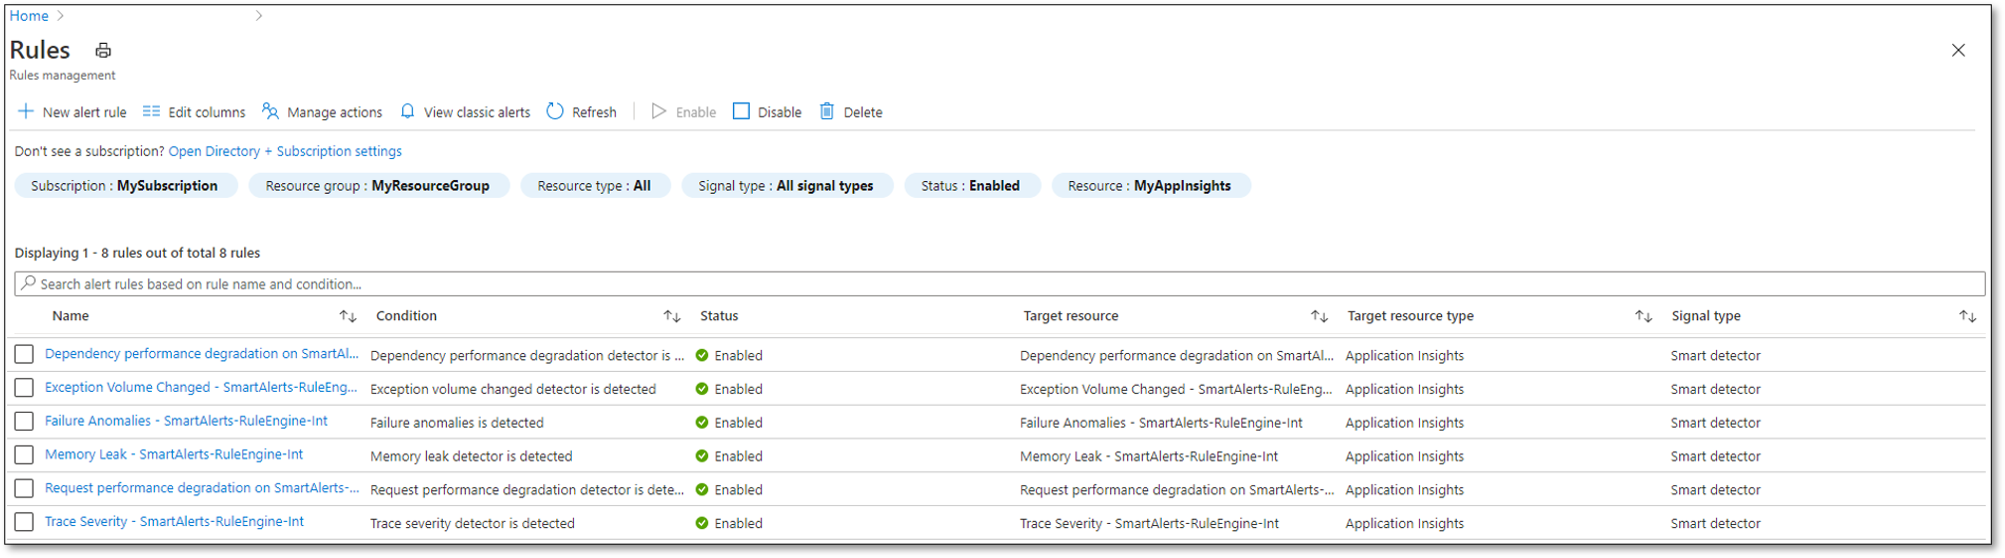 Home
Rules
Rules management
New alert rule Edit columns Manage actions View classic alerts Refresh Enable Disable Delete
Don't see a subscription? Open Directory + Subscription settings
Subscription : MySubscription Resource group : MyResourceGroup Resource type : All Signal type : All signal types Status : Enabled Resource : MyAppInsights
Displaying 1 - 8 rules out of total 8 rules
Search alert rules based on rule name and condition...
Name Condition Status Target resource Target resource type Signal type
Dependency performance degradation on SmartAl... Dependency performance degradation detector is ... Enabled Dependency performance degradation on SmartAl... Application Insights Smart detector
Exception Volume Changed - SmartAlerts-RuleEng... Exception volume changed detector is detected Enabled Exception Volume Changed - SmartAlerts-RuleEng... Application Insights Smart detector
Failure Anomalies - SmartAlerts-RuleEngine-Int Failure anomalies is detected Enabled Failure Anomalies - SmartAlerts-RuleEngine-Int Application Insights Smart detector
Memory Leak - SmartAlerts-RuleEngine-Int Memory leak detector is detected Enabled Memory Leak - SmartAlerts-RuleEngine-Int Application Insights Smart detector
Request performance degradation on SmartAlerts-... Request performance degradation detector is dete... Enabled Request performance degradation on SmartAlerts-... Application Insights Smart detector
Trace Severity - SmartAlerts-RuleEngine-Int Trace severity detector is detected Enabled Trace Severity - SmartAlerts-RuleEngine-Int Application Insights Smart detector